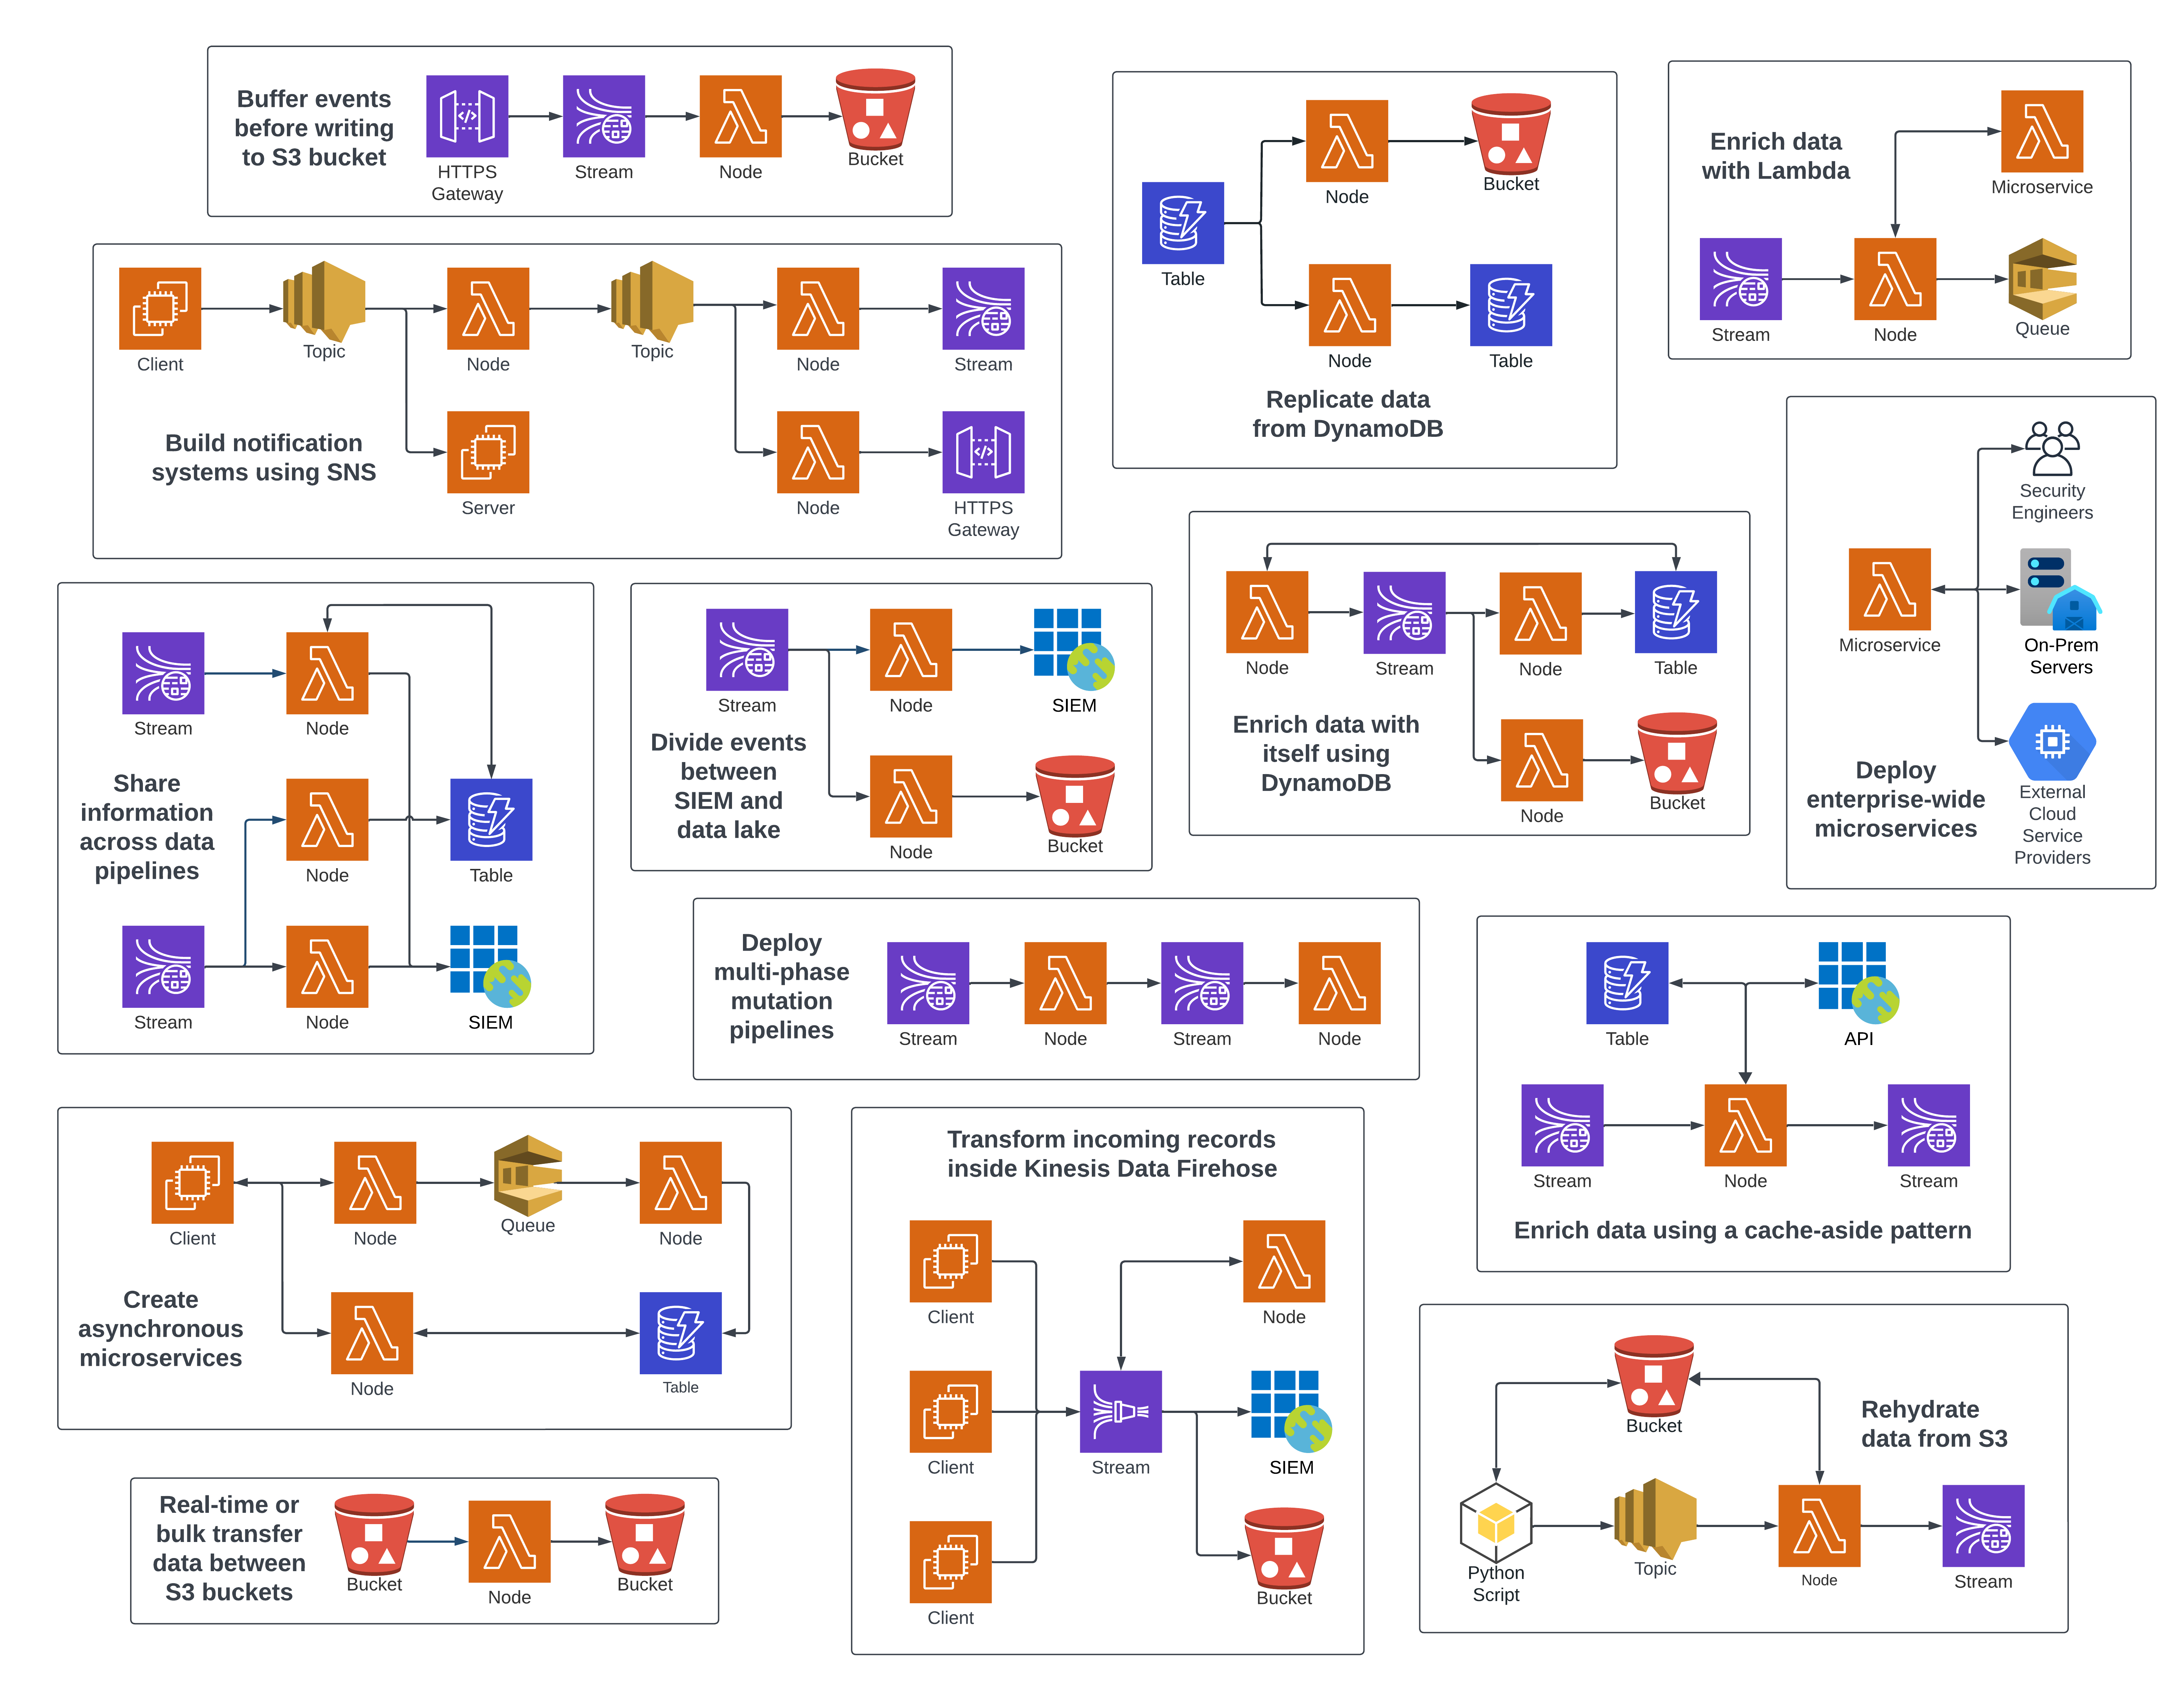 Buffer events
before writing
to S3 bucket
HTTPS
Gateway
Stream
Node
Bucket
Table
Node
Bucket
Node
Table
Replicate data
from DynamoDB
Enrich data
with Lambda
Microservice
Stream
Node
Queue
Client
Topic
Node
Topic
Node
Stream
Build notification
systems using SNS
Server
Node
HTTPS
Gateway
Security
Engineers
Microservice
On-Prem
Servers
Deploy
enterprise-wide
microservices
External
Cloud
Service
Providers
Stream
Node
Share
information
across data
pipelines
Node
Table
Stream
Node
SIEM
Stream
Node
SIEM
Divide events
between
SIEM and
data lake
Node
Bucket
Node
Stream
Node
Table
Enrich data with
itself using
DynamoDB
Node
Bucket
Deploy
multi-phase
mutation
pipelines
Stream
Node
Stream
Node
Table
API
Stream
Node
Stream
Enrich data using a cache-aside pattern
Client
Node
Queue
Node
Create
asynchronous
microservices
Node
Table
Transform incoming records
inside Kinesis Data Firehose
Client
Node
Client
Stream
SIEM
Client
Bucket
Bucket
Rehydrate
data from S3
Python
Script
Topic
Node
Stream
Real-time or
bulk transfer
data between
S3 buckets
Bucket
Node
Bucket